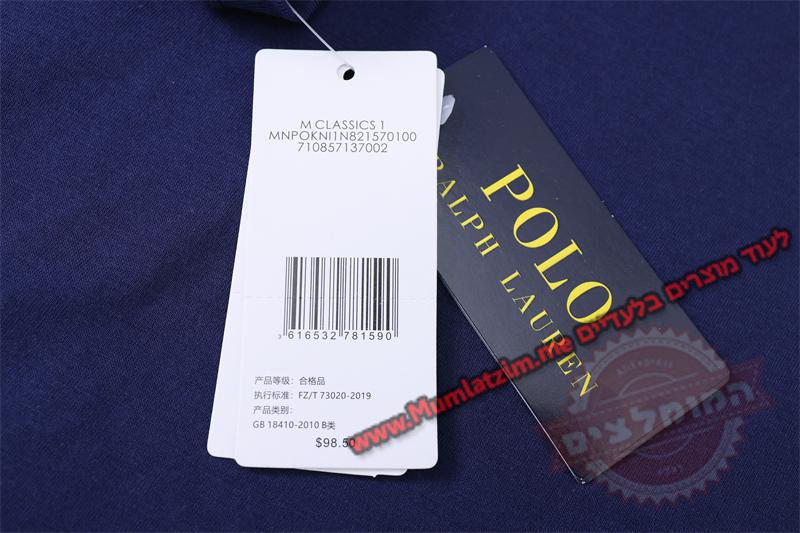 M CLASSICS 1
MNPOKNI1N821570100
710857137002
3 616532 781590
产品等级: 合格品
执行标准: FZ/T 73020-2019
产品类别:
GB 18410-2010 B类
$98.50
POLO
RALPH LAUREN
www.Mumlatzim.me לעוד מוצרים בלעדיים
AliExpress
המומלצים